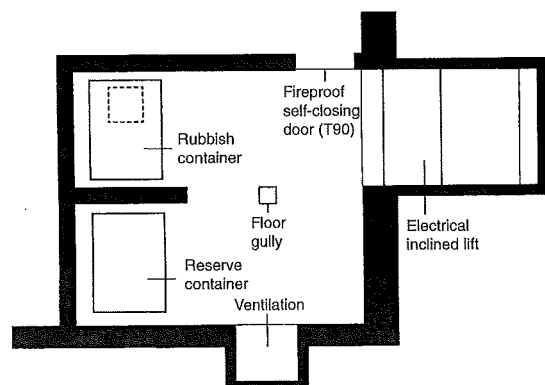 Fireproof
self-closing
door (T90)
Rubbish
container
Floor
gully
Electrical
inclined lift
Reserve
container
Ventilation